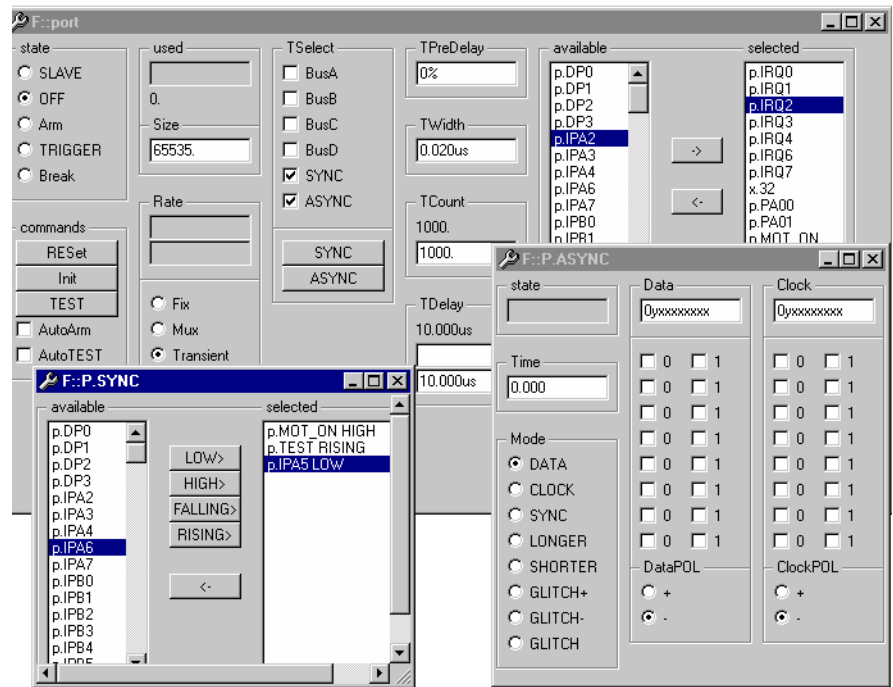 F::port
state
SLAVE
OFF
Arm
TRIGGER
Break
commands
RESet
Init
TEST
AutoArm
AutoTEST
used
0.
Size
65535.
Rate
Fix
Mux
Transient
TSelect
BusA
BusB
BusC
BusD
SYNC
ASYNC
SYNC
ASYNC
TPreDelay
0%
TWidth
0.020us
TCount
1000.
1000.
TDelay
10.000us
10.000us
available
p.DP0
p.DP1
p.DP2
p.DP3
p.IPA2
p.IPA3
p.IPA4
p.IPA6
p.IPA7
p.IPB0
p.IPB1
->
<-
selected
p.IRQ0
p.IRQ1
p.IRQ2
p.IRQ3
p.IRQ4
p.IRQ6
p.IRQ7
x.32
p.PA00
p.PA01
p.MOT_ON
F::P.SYNC
available
p.DP0
p.DP1
p.DP2
p.DP3
p.IPA2
p.IPA3
p.IPA4
p.IPA6
p.IPA7
p.IPB0
p.IPB1
p.IPB2
p.IPB3
p.IPB4
p.IPB5
LOW>
HIGH>
FALLING>
RISING>
<-
selected
p.MOT_ON HIGH
p.TEST RISING
p.IPA5 LOW
F::P.ASYNC
state
Time
0.000
Mode
DATA
CLOCK
SYNC
LONGER
SHORTER
GLITCH+
GLITCH-
GLITCH
Data
0yxxxxxxxx
0 1
0 1
0 1
0 1
0 1
0 1
0 1
0 1
DataPOL
+
-
Clock
0yxxxxxxxx
0 1
0 1
0 1
0 1
0 1
0 1
0 1
0 1
ClockPOL
+
-